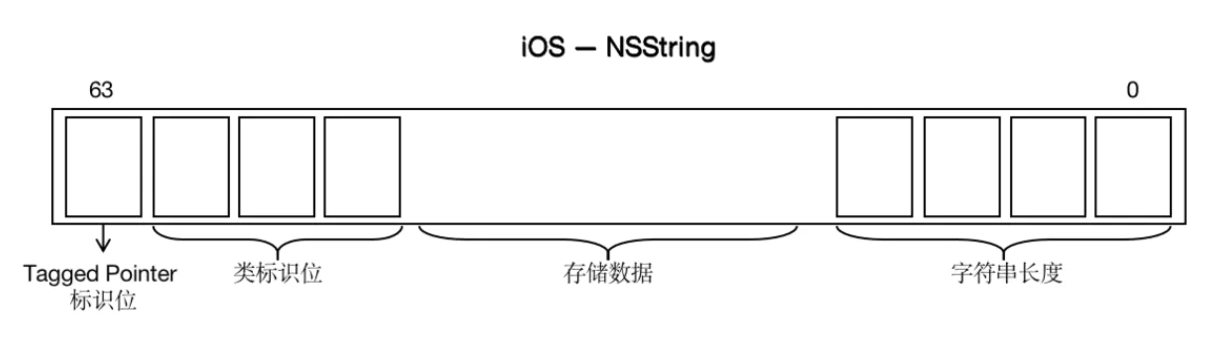 iOS — NSString
63
0
Tagged Pointer
标识位
类标识位
存储数据
字符串长度